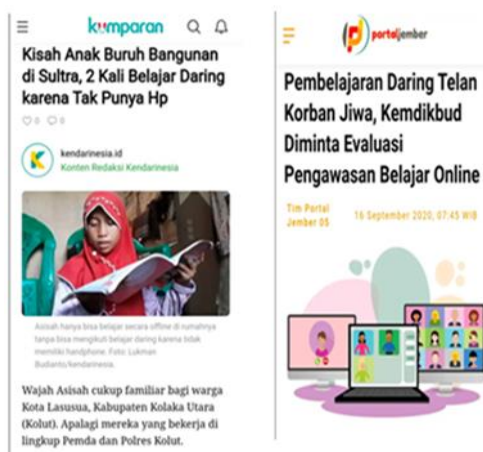 kumparan
Kisah Anak Buruh Bangunan
di Sultra, 2 Kali Belajar Daring
karena Tak Punya Hp
0 0
kendarinesia.id
Konten Redaksi Kendarinesia
Asisah hanya bisa belajar secara offline di rumahnya
tanpa bisa mengikuti belajar daring karena tidak
memiliki handphone. Foto: Lukman
Budianto/kendarinesia.
Wajah Asisah cukup familiar bagi warga
Kota Lasusua, Kabupaten Kolaka Utara
(Kolut). Apalagi mereka yang bekerja di
lingkup Pemda dan Polres Kolut.
portaljember
Pembelajaran Daring Telan
Korban Jiwa, Kemdikbud
Diminta Evaluasi
Pengawasan Belajar Online
Tim Portal
Jember 05
16 September 2020, 07:45 WIB